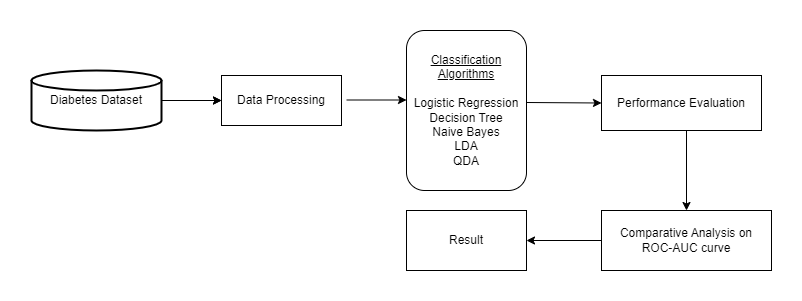 Diabetes Dataset
Data Processing
Classification
Algorithms
Logistic Regression
Decision Tree
Naive Bayes
LDA
QDA
Performance Evaluation
Comparative Analysis on
ROC-AUC curve
Result